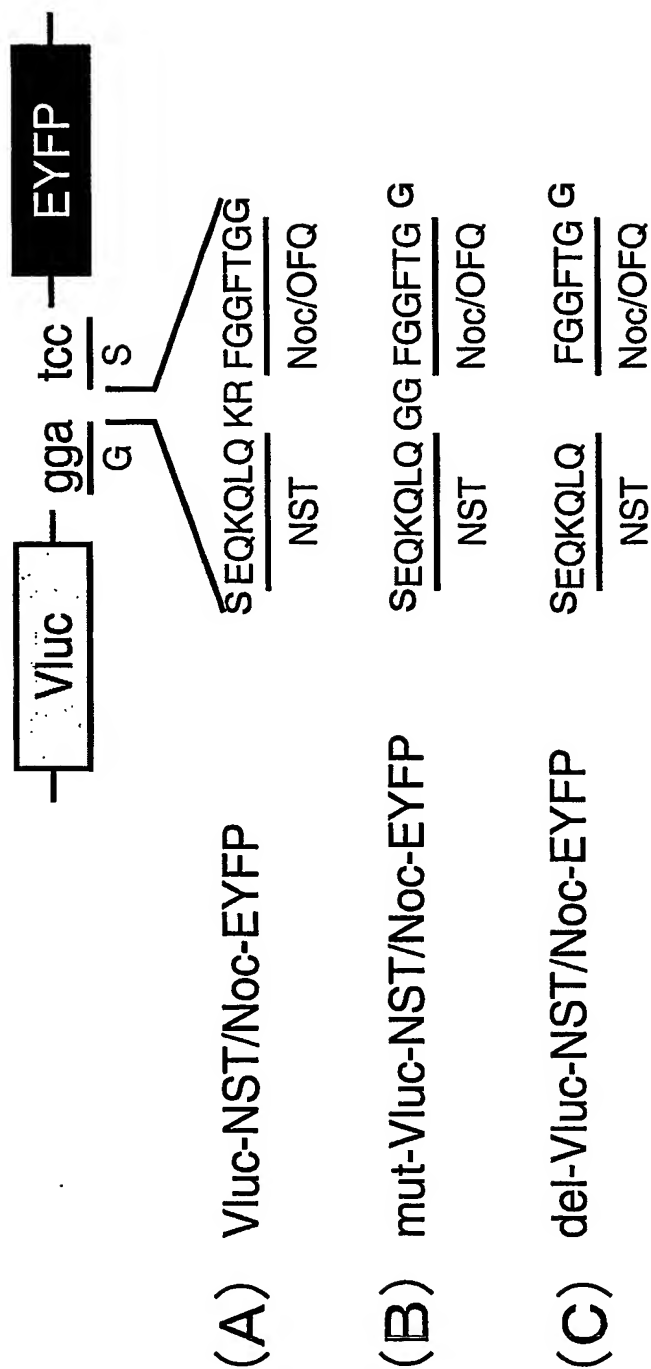 Vluc gga tcc EYFP
G S
(A) Vluc-NST/Noc-EYFP SEQKQLQ KR FGGFTGG
NST Noc/OFQ
(B) mut-Vluc-NST/Noc-EYFP SEQKQLQ GG FGGFTG G
NST Noc/OFQ
(C) del-Vluc-NST/Noc-EYFP SEQKQLQ FGGFTG G
NST Noc/OFQ